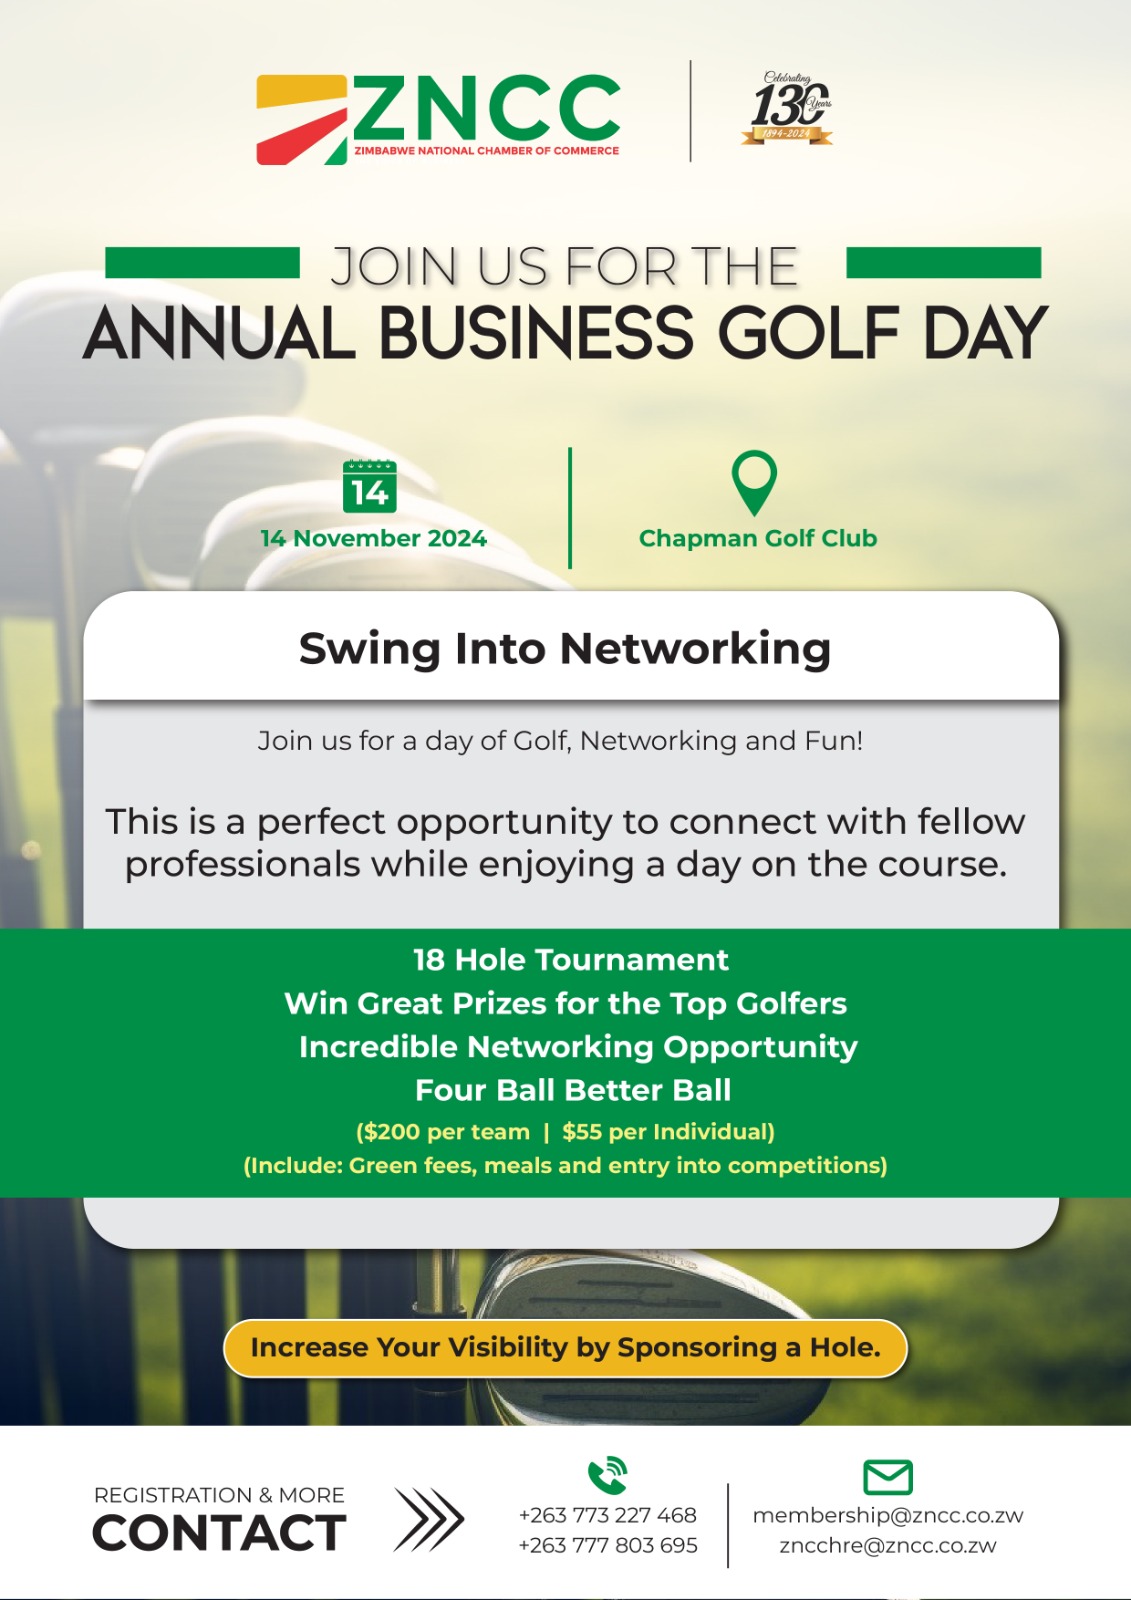 ZNCC
ZIMBABWE NATIONAL CHAMBER OF COMMERCE
Celebrating
130 Years
1894-2024
JOIN US FOR THE
ANNUAL BUSINESS GOLF DAY
14
14 November 2024
Chapman Golf Club
Swing Into Networking
Join us for a day of Golf, Networking and Fun!
This is a perfect opportunity to connect with fellow
professionals while enjoying a day on the course.
18 Hole Tournament
Win Great Prizes for the Top Golfers
Incredible Networking Opportunity
Four Ball Better Ball
($200 per team | $55 per Individual)
(Include: Green fees, meals and entry into competitions)
Increase Your Visibility by Sponsoring a Hole.
REGISTRATION & MORE
CONTACT
+263 773 227 468
+263 777 803 695
membership@zncc.co.zw
zncchre@zncc.co.zw